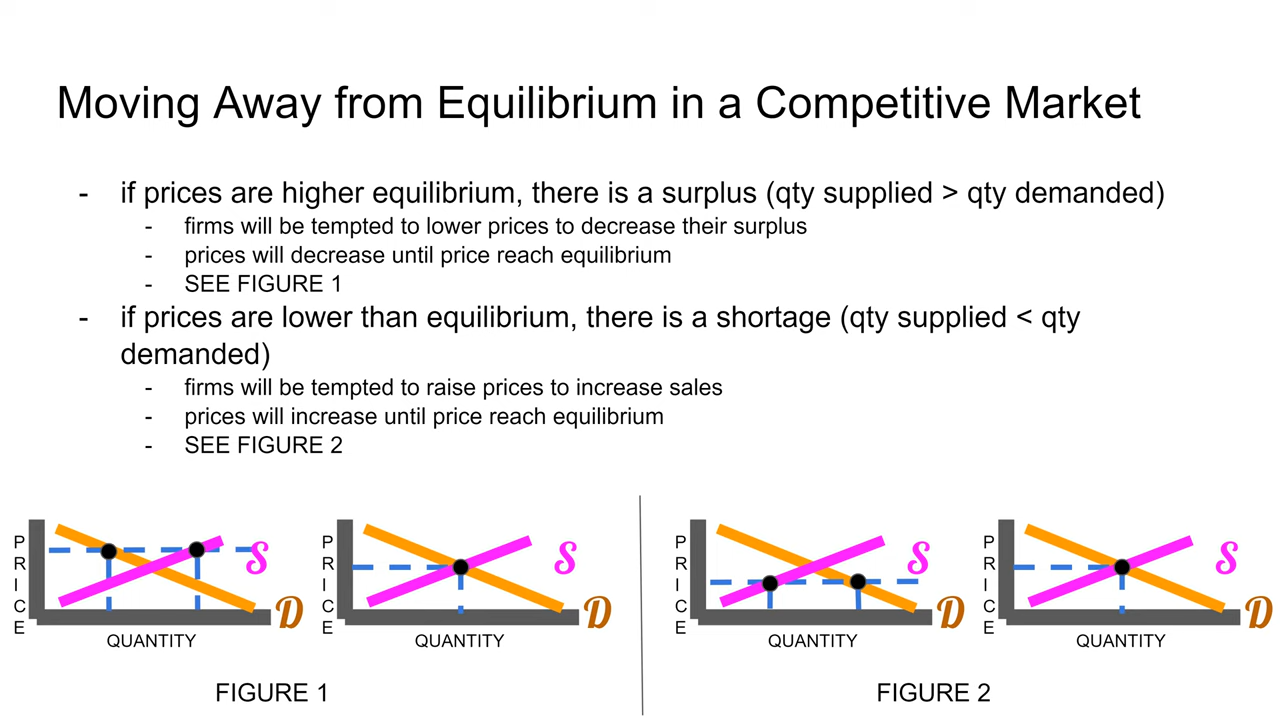 Moving Away from Equilibrium in a Competitive Market
- if prices are higher equilibrium, there is a surplus (qty supplied > qty demanded)
- firms will be tempted to lower prices to decrease their surplus
- prices will decrease until price reach equilibrium
- SEE FIGURE 1
- if prices are lower than equilibrium, there is a shortage (qty supplied < qty
demanded)
- firms will be tempted to raise prices to increase sales
- prices will increase until price reach equilibrium
- SEE FIGURE 2
PRICE
S
D
QUANTITY
PRICE
S
D
QUANTITY
FIGURE 1
PRICE
S
D
QUANTITY
PRICE
S
D
QUANTITY
FIGURE 2